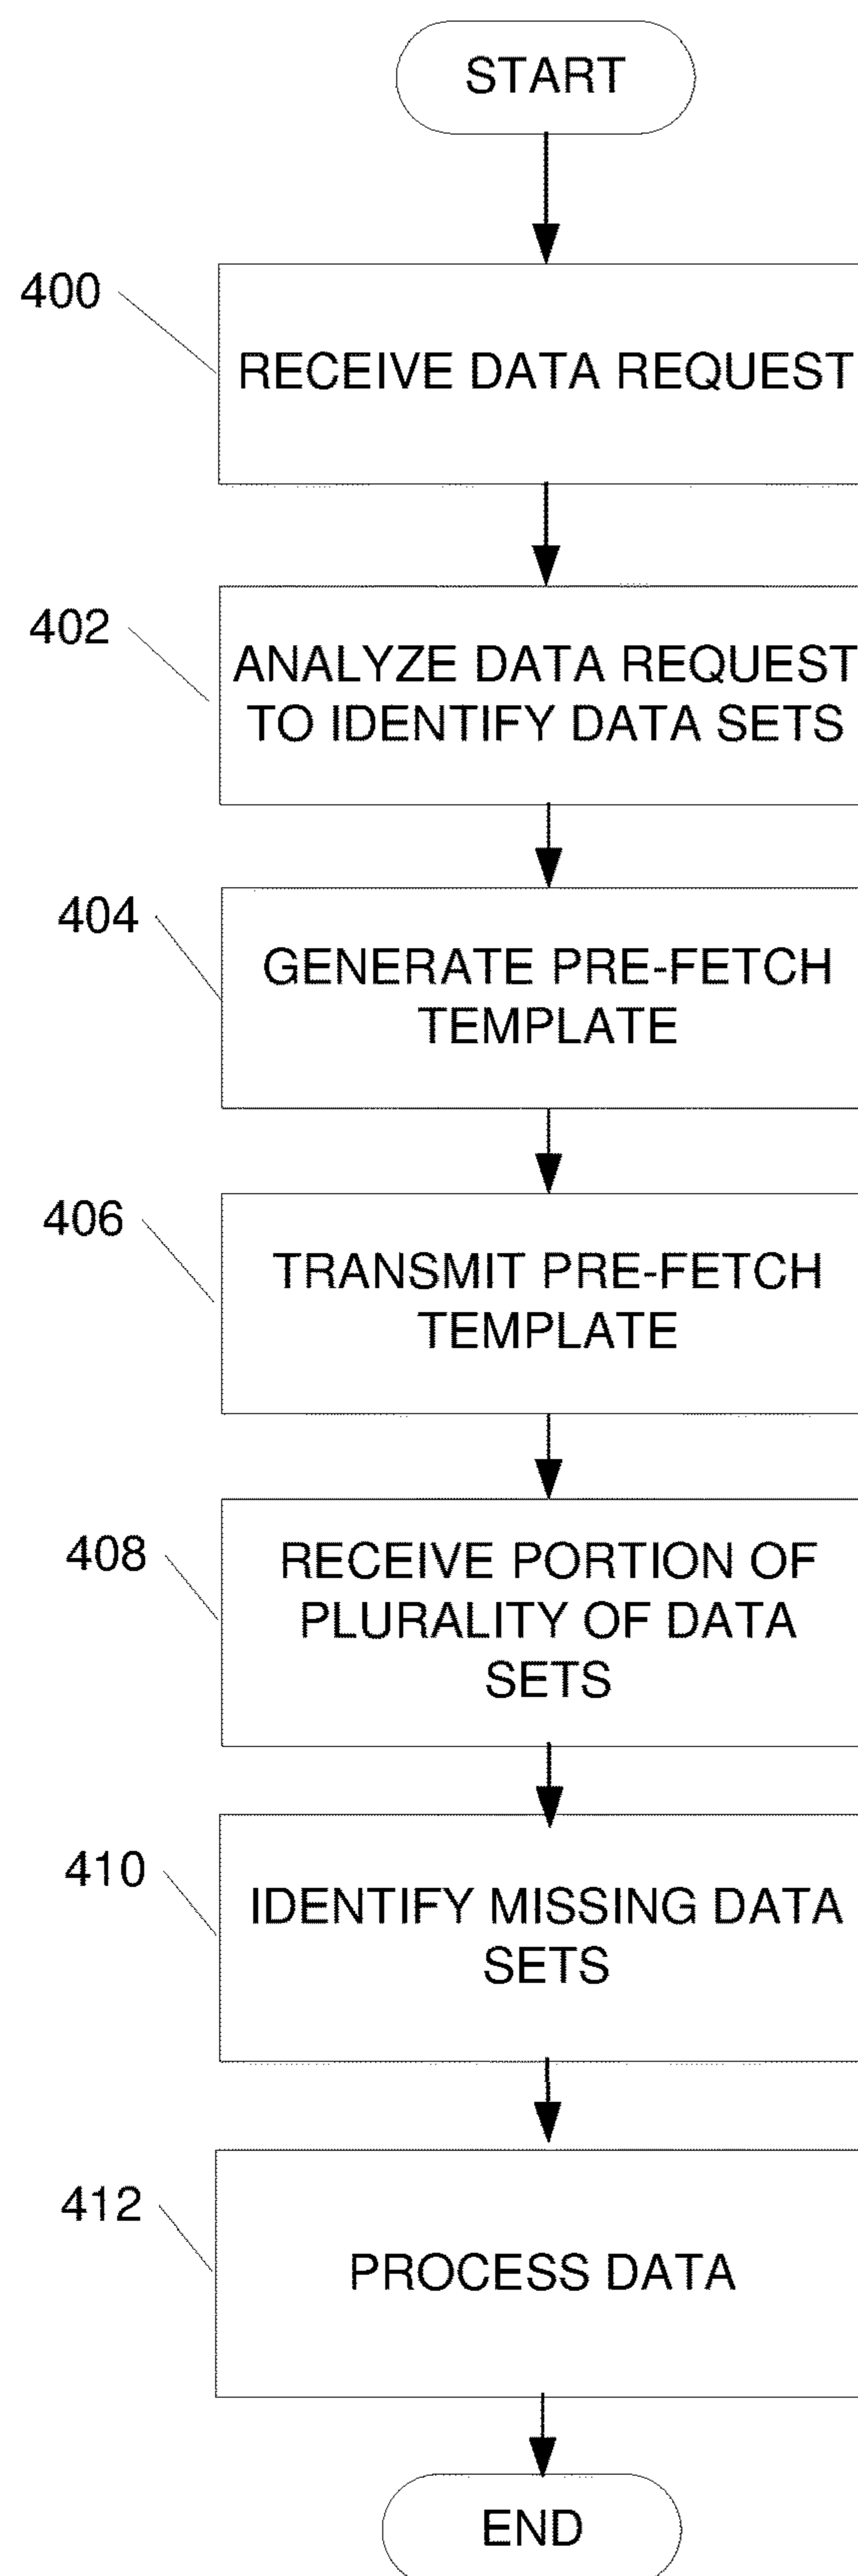 START
400
RECEIVE DATA REQUEST
402
ANALYZE DATA REQUEST
TO IDENTIFY DATA SETS
404
GENERATE PRE-FETCH
TEMPLATE
406
TRANSMIT PRE-FETCH
TEMPLATE
408
RECEIVE PORTION OF
PLURALITY OF DATA
SETS
410
IDENTIFY MISSING DATA
SETS
412
PROCESS DATA
END